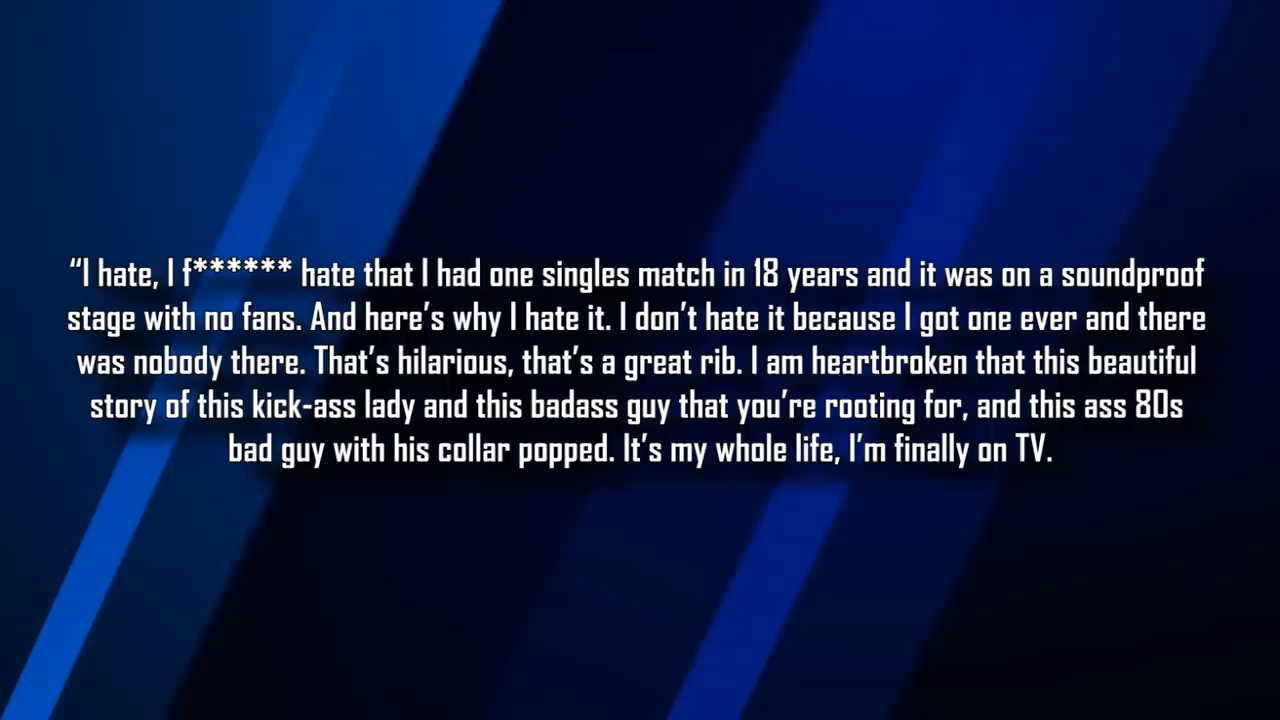 “I hate, I f****** hate that I had one singles match in 18 years and it was on a soundproof
stage with no fans. And here’s why I hate it. I don’t hate it because I got one ever and there
was nobody there. That’s hilarious, that’s a great rib. I am heartbroken that this beautiful
story of this kick-ass lady and this badass guy that you’re rooting for, and this ass 80s
bad guy with his collar popped. It’s my whole life, I’m finally on TV.